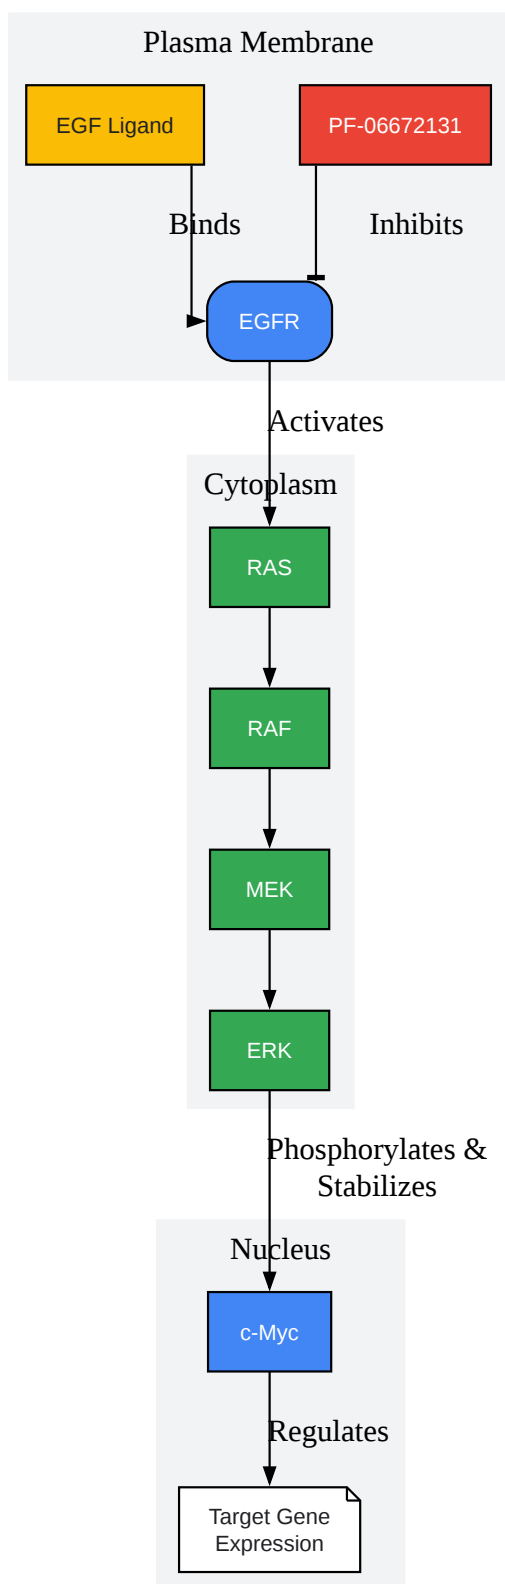 Plasma Membrane
EGF Ligand
PF-06672131
Binds
Inhibits
EGFR
Activates
Cytoplasm
RAS
RAF
MEK
ERK
Phosphorylates &
Stabilizes
Nucleus
c-Myc
Regulates
Target Gene
Expression